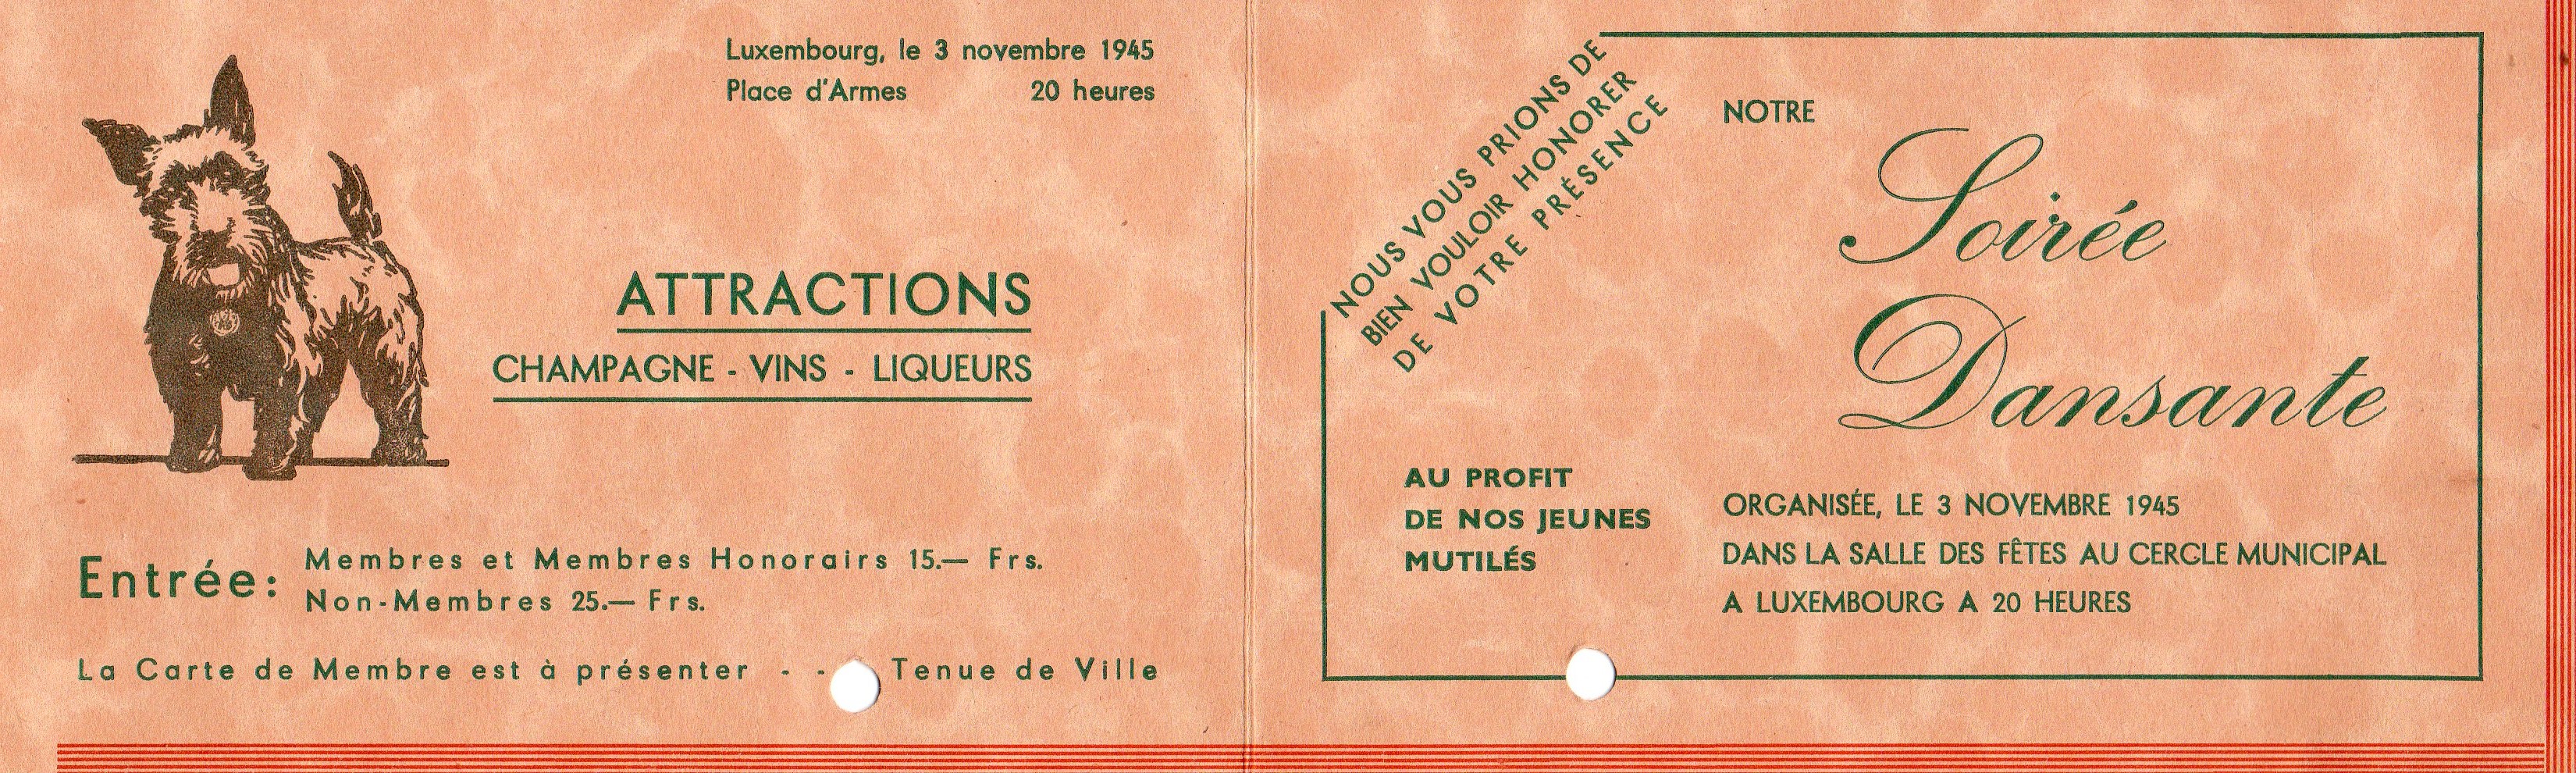 Luxembourg, le 3 novembre 1945
Place d'Armes 20 heures
ATTRACTIONS
CHAMPAGNE - VINS - LIQUEURS
Entrée:
Membres et Membres Honorairs 15.— Frs.
Non-Membres 25.— Frs.
La Carte de Membre est à présenter - - Tenue de Ville
NOUS VOUS PRIONS DE
BIEN VOULOIR HONORER
DE VOTRE PRÉSENCE
NOTRE
Soirée
Dansante
AU PROFIT
DE NOS JEUNES
MUTILÉS
ORGANISÉE, LE 3 NOVEMBRE 1945
DANS LA SALLE DES FÊTES AU CERCLE MUNICIPAL
A LUXEMBOURG A 20 HEURES